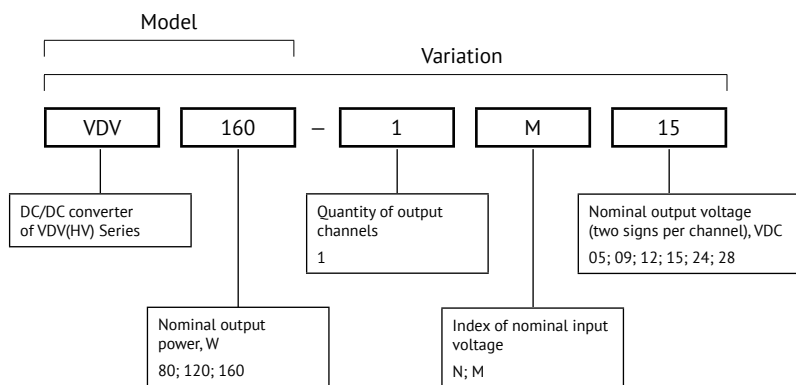 Model
Variation
VDV 160 – 1 M 15
DC/DC converter
of VDV(HV) Series
Quantity of output
channels
1
Nominal output voltage
(two signs per channel), VDC
05; 09; 12; 15; 24; 28
Nominal output
power, W
80; 120; 160
Index of nominal input
voltage
N; M